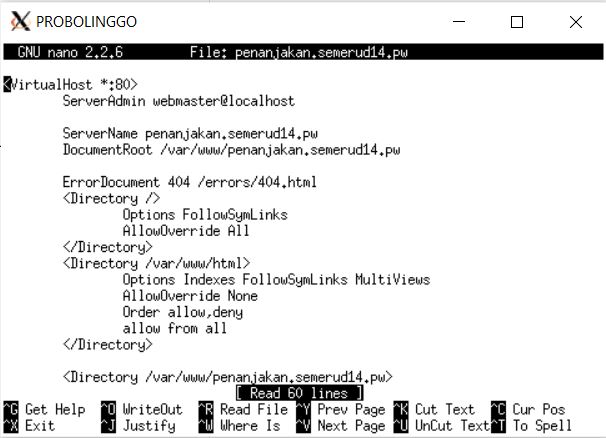 PROBOLINGGO
GNU nano 2.2.6 File: penanjakan.semerud14.pw
<VirtualHost *:80>
ServerAdmin webmaster@localhost
ServerName penanjakan.semerud14.pw
DocumentRoot /var/www/penanjakan.semerud14.pw
ErrorDocument 404 /errors/404.html
<Directory />
Options FollowSymLinks
AllowOverride All
</Directory>
<Directory /var/www/html>
Options Indexes FollowSymLinks MultiViews
AllowOverride None
Order allow,deny
allow from all
</Directory>
<Directory /var/www/penanjakan.semerud14.pw>
[ Read 60 lines ]
^G Get Help ^O WriteOut ^R Read File ^Y Prev Page ^K Cut Text ^C Cur Pos
^X Exit ^J Justify ^W Where Is ^V Next Page ^U UnCut Text ^T To Spell